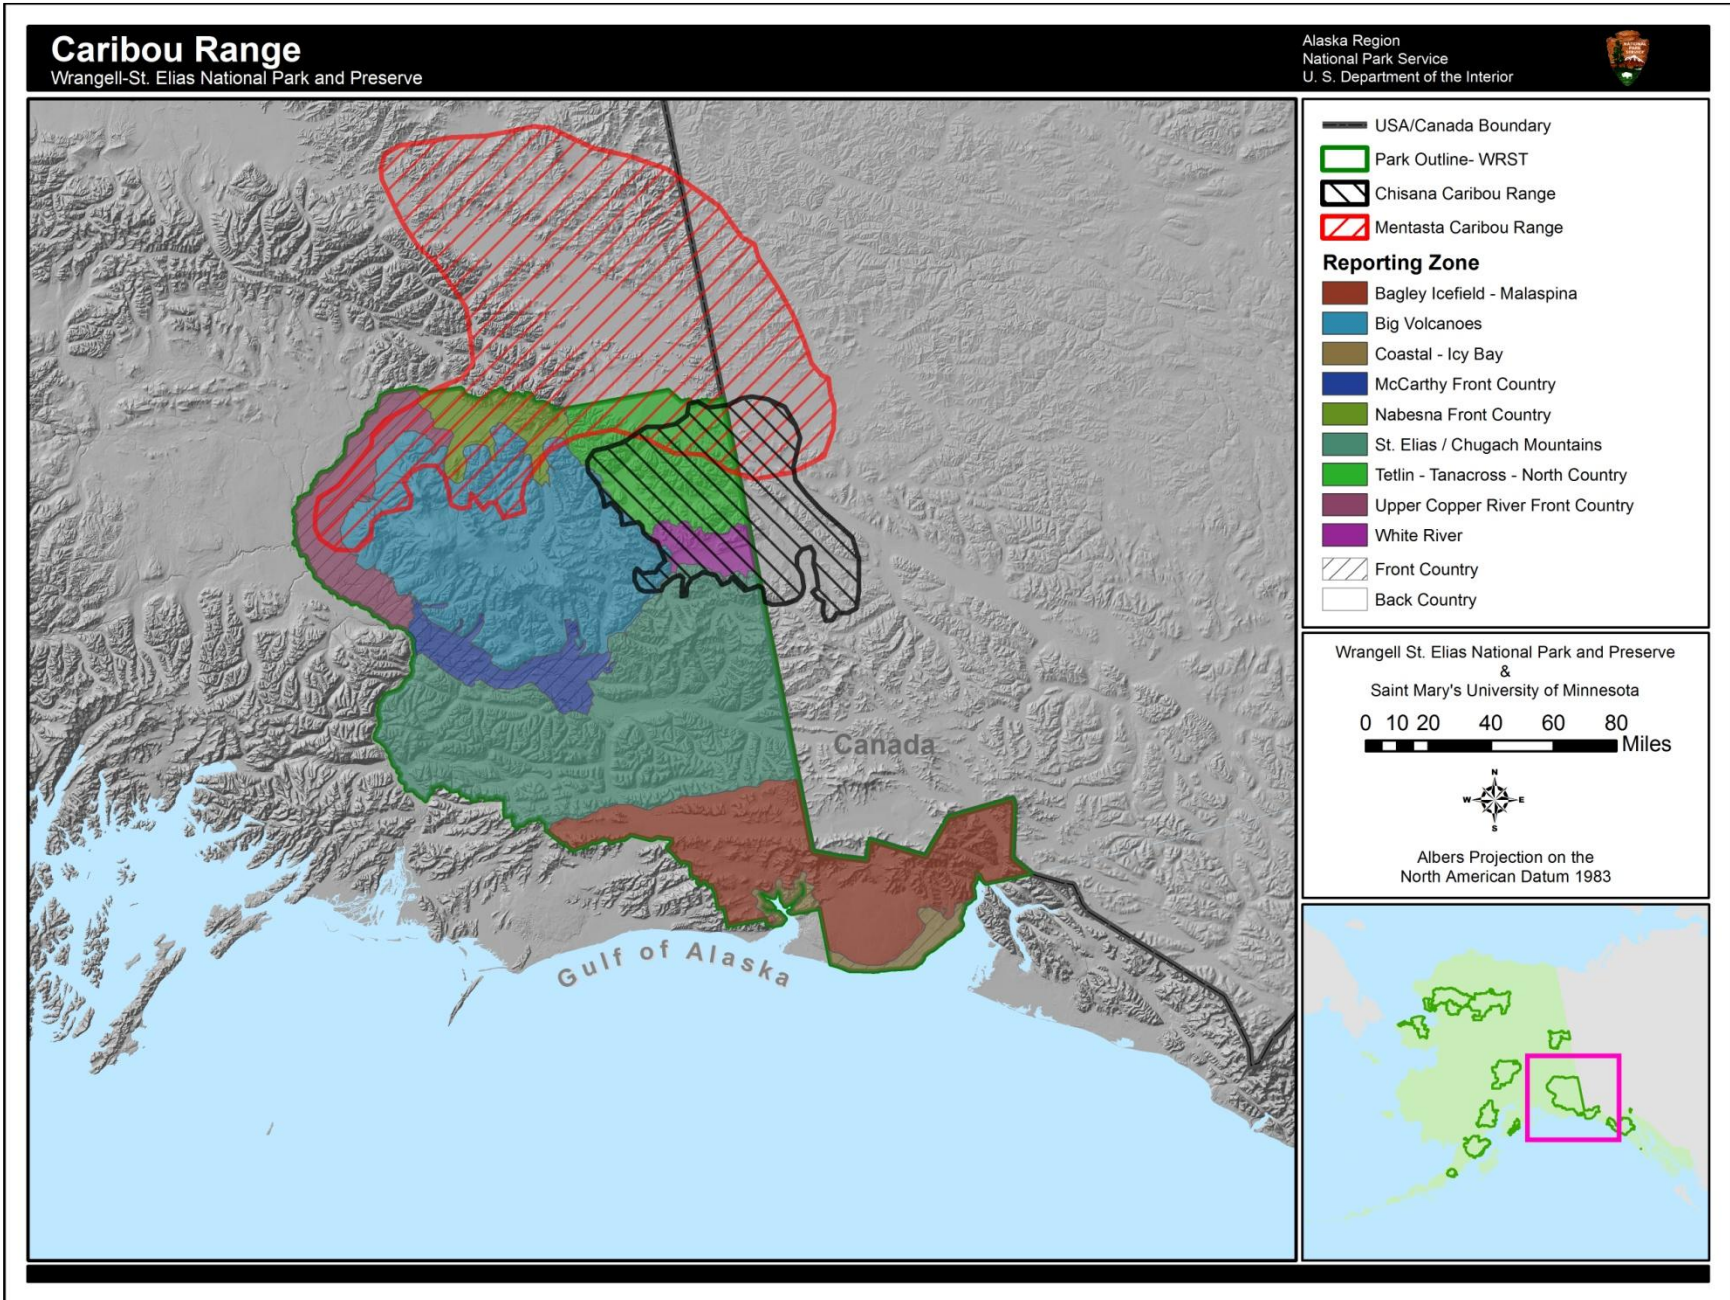 Caribou Range
Wrangell-St. Elias National Park and Preserve
Alaska Region
National Park Service
U. S. Department of the Interior
NATIONAL
PARK
SERVICE
USA/Canada Boundary
Park Outline- WRST
Chisana Caribou Range
Mentasta Caribou Range
Reporting Zone
Bagley Icefield - Malaspina
Big Volcanoes
Coastal - Icy Bay
McCarthy Front Country
Nabesna Front Country
St. Elias / Chugach Mountains
Tetlin - Tanacross - North Country
Upper Copper River Front Country
White River
Front Country
Back Country
Wrangell St. Elias National Park and Preserve
&
Saint Mary's University of Minnesota
0 10 20 40 60 80
Miles
N
W E
S
Albers Projection on the
North American Datum 1983
Canada
Gulf of Alaska